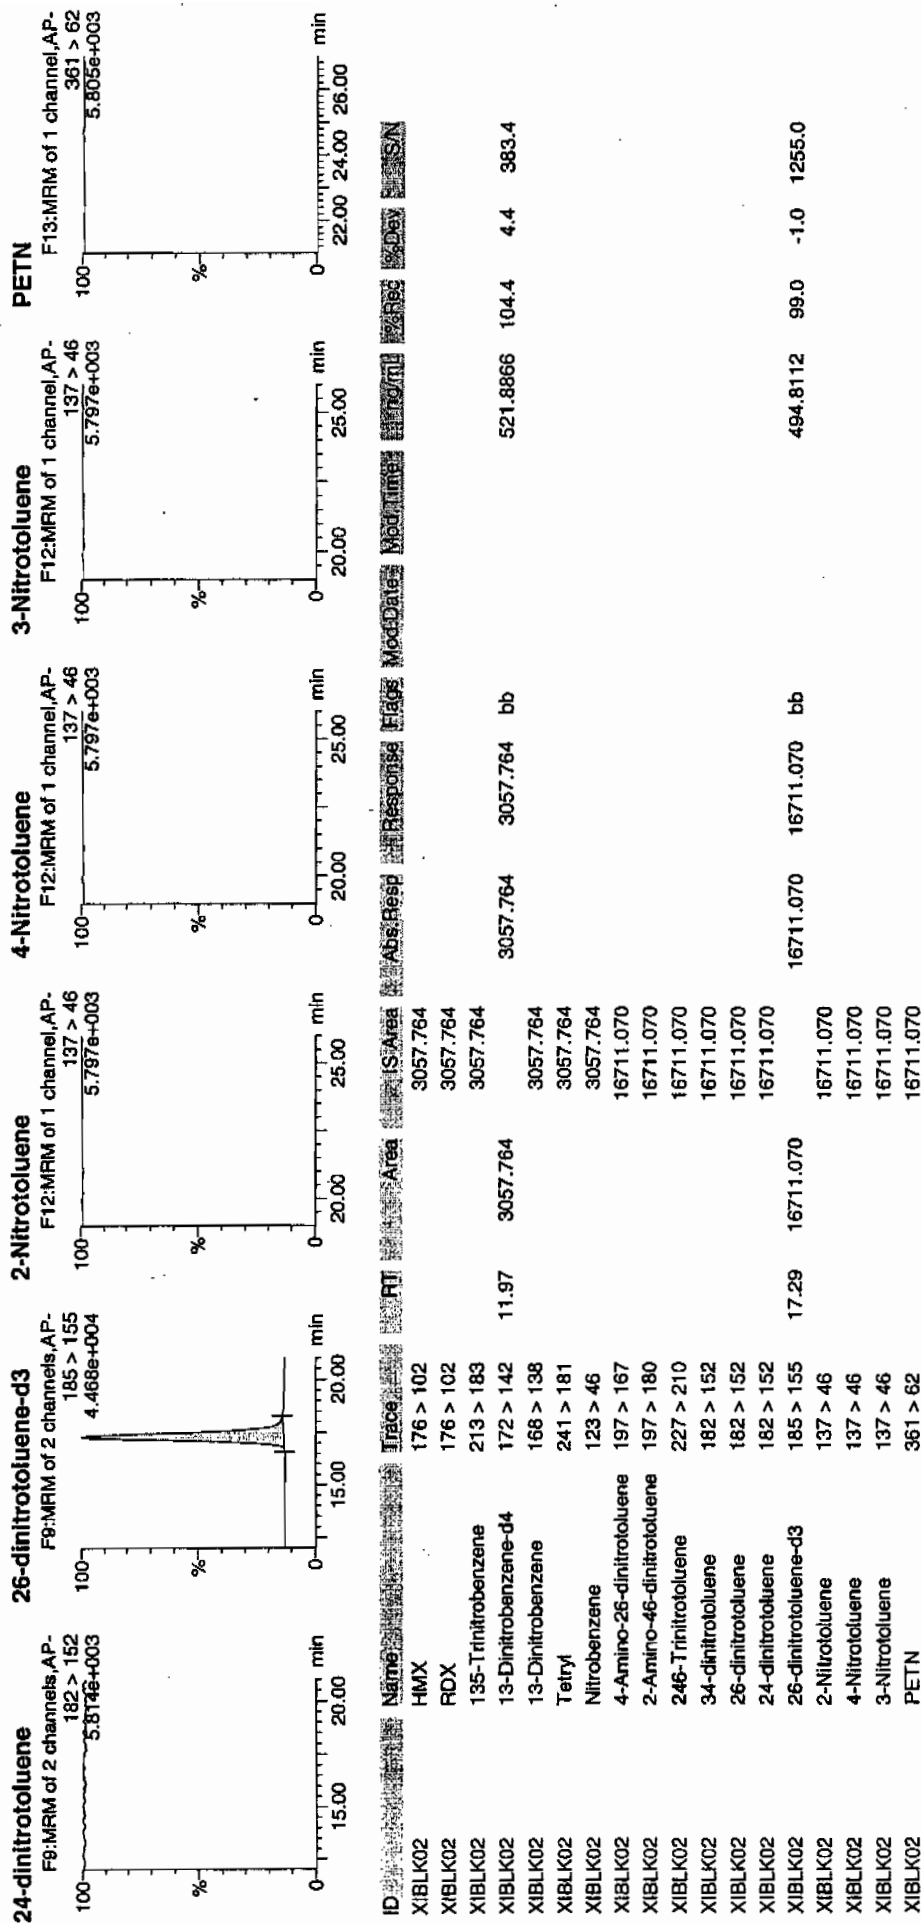 24-dinitrotoluene
F9:MRM of 2 channels,AP-
182 > 152
5.814e+003
100
%
0
15.00 20.00 min
26-dinitrotoluene-d3
F9:MRM of 2 channels,AP-
185 > 155
4.468e+004
100
%
0
15.00 20.00 min
2-Nitrotoluene
F12:MRM of 1 channel,AP-
137 > 46
5.797e+003
100
%
0
20.00 25.00 min
4-Nitrotoluene
F12:MRM of 1 channel,AP-
137 > 46
5.797e+003
100
%
0
20.00 25.00 min
3-Nitrotoluene
F12:MRM of 1 channel,AP-
137 > 46
5.797e+003
100
%
0
20.00 25.00 min
PETN
F13:MRM of 1 channel,AP-
361 > 62
5.805e+003
100
%
0
22.00 24.00 26.00 min
ID Name Trace RT Area IS Area Abs.Resp Response Flags Mod.Date Mod.Time ng/mL %Rec %Dev S/N
XIBLK02 HMX 176 > 102 3057.764
XIBLK02 RDX 176 > 102 3057.764
XIBLK02 135-Trinitrobenzene 213 > 183 3057.764
XIBLK02 13-Dinitrobenzene-d4 172 > 142 11.97 3057.764 3057.764 3057.764 bb 521.8866 104.4 4.4 383.4
XIBLK02 13-Dinitrobenzene 168 > 138 3057.764
XIBLK02 Tetryl 241 > 181 3057.764
XIBLK02 Nitrobenzene 123 > 46 3057.764
XIBLK02 4-Amino-26-dinitrotoluene 197 > 167 16711.070
XIBLK02 2-Amino-46-dinitrotoluene 197 > 180 16711.070
XIBLK02 246-Trinitrotoluene 227 > 210 16711.070
XIBLK02 34-dinitrotoluene 182 > 152 16711.070
XIBLK02 26-dinitrotoluene 182 > 152 16711.070
XIBLK02 24-dinitrotoluene 182 > 152 16711.070
XIBLK02 26-dinitrotoluene-d3 185 > 155 17.29 16711.070 16711.070 16711.070 bb 494.8112 99.0 -1.0 1255.0
XIBLK02 2-Nitrotoluene 137 > 46 16711.070
XIBLK02 4-Nitrotoluene 137 > 46 16711.070
XIBLK02 3-Nitrotoluene 137 > 46 16711.070
XIBLK02 PETN 361 > 62 16711.070